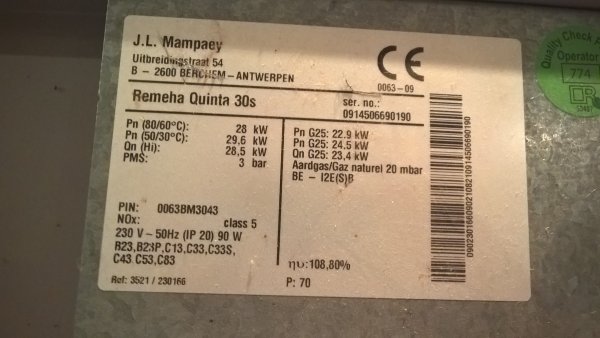 J.L. Mampaey
Uitbreidingstraat 54
B - 2600 BERCHEM-ANTWERPEN
CE
0063-09
Remeha Quinta 30s
ser. no.:
0914506690190
Pn (80/60°C): 28 kW
Pn (50/30°C): 29,6 kW
Qn (Hi): 28,5 kW
PMS: 3 bar
Pn G25: 22.9 kW
Pn G25: 24.5 kW
Qn G25: 23,4 kW
Aardgas/Gaz naturel 20 mbar
BE - I2E(S)B
PIN: 0063BM3043
NOx: class 5
230 V-50Hz (IP 20) 90 W
B23,B23P,C13,C33,C33S,
C43 C53,C83
ηυ:108,80%
Ref: 3521 / 230166
P: 70
0902301660902108210914506690190
Quality Check
Operator
774